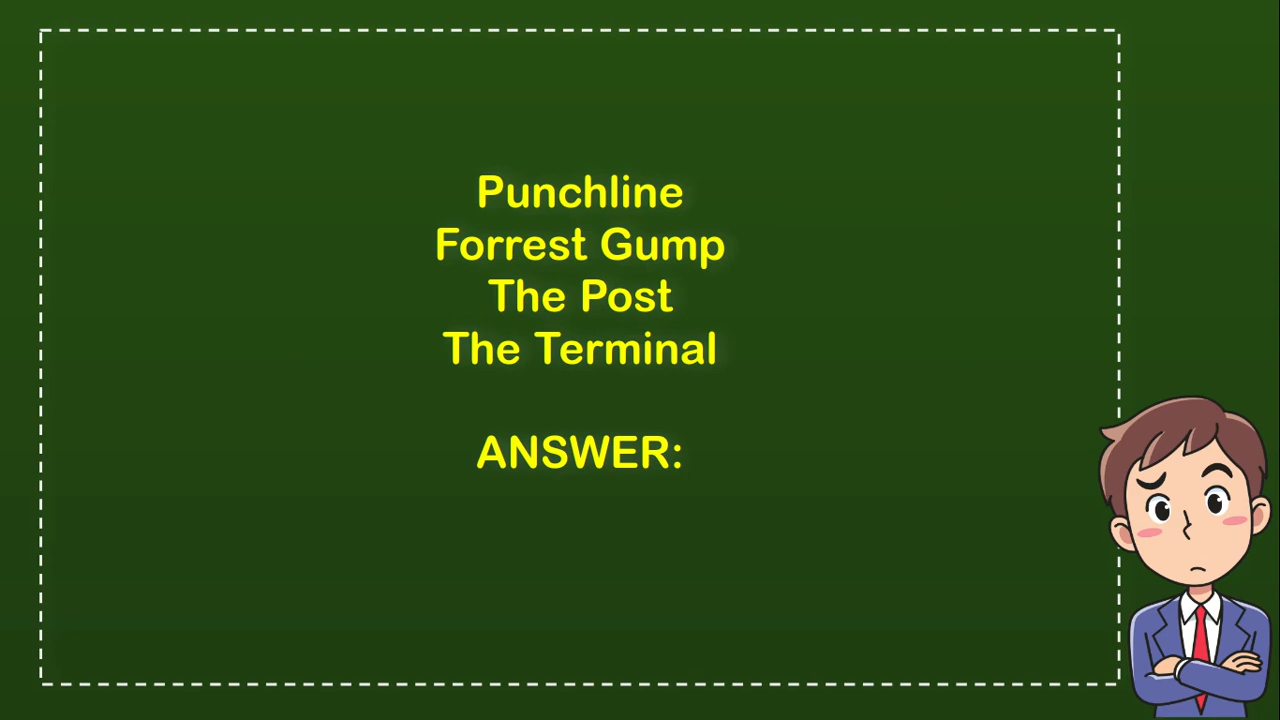 Punchline
Forrest Gump
The Post
The Terminal
ANSWER: